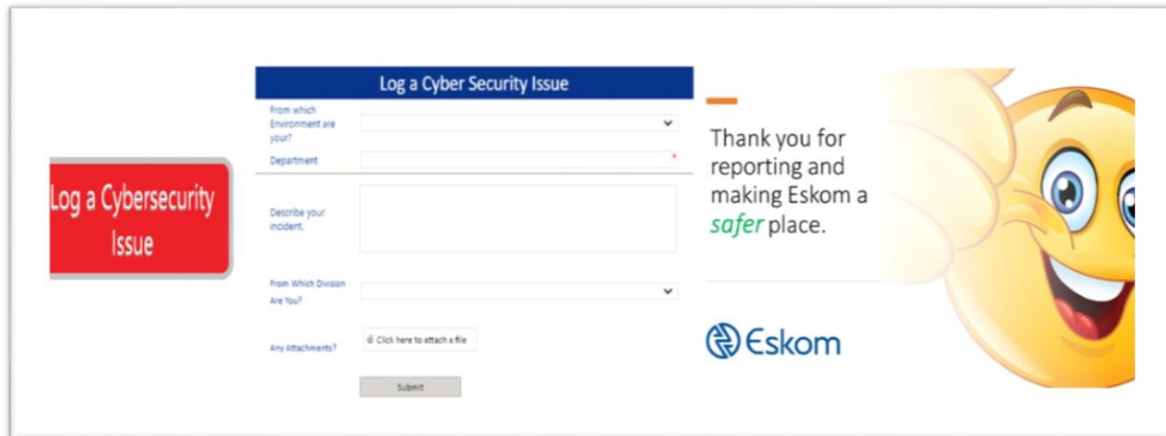 Log a Cybersecurity
Issue
Log a Cyber Security Issue
From which
Environment are
your?
Department
*
Describe your
incident.
From Which Division
Are You?
Any Attachments?
Click here to attach a file
Submit
Thank you for
reporting and
making Eskom a
safer place.
Eskom